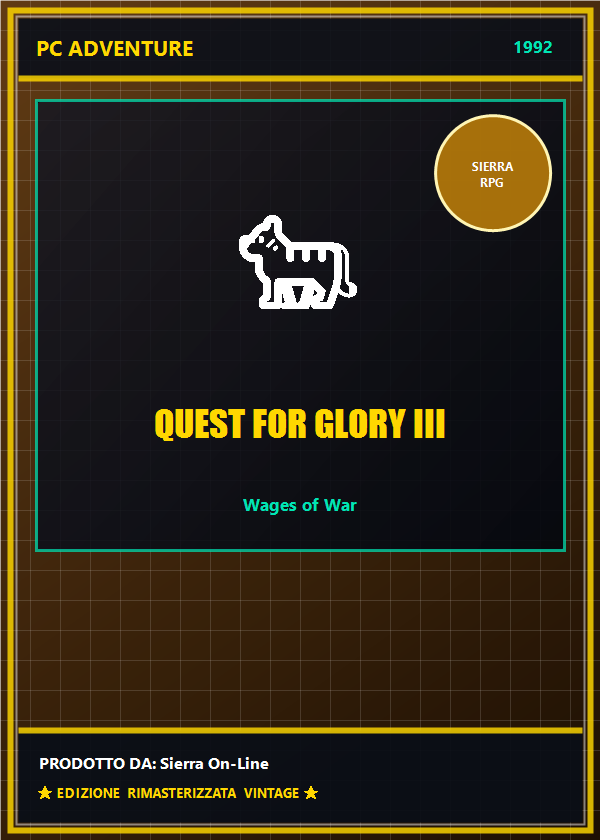 PC ADVENTURE
1992
SIERRA
RPG
QUEST FOR GLORY III
Wages of War
PRODOTTO DA: Sierra On-Line
★ EDIZIONE RIMASTERIZZATA VINTAGE ★